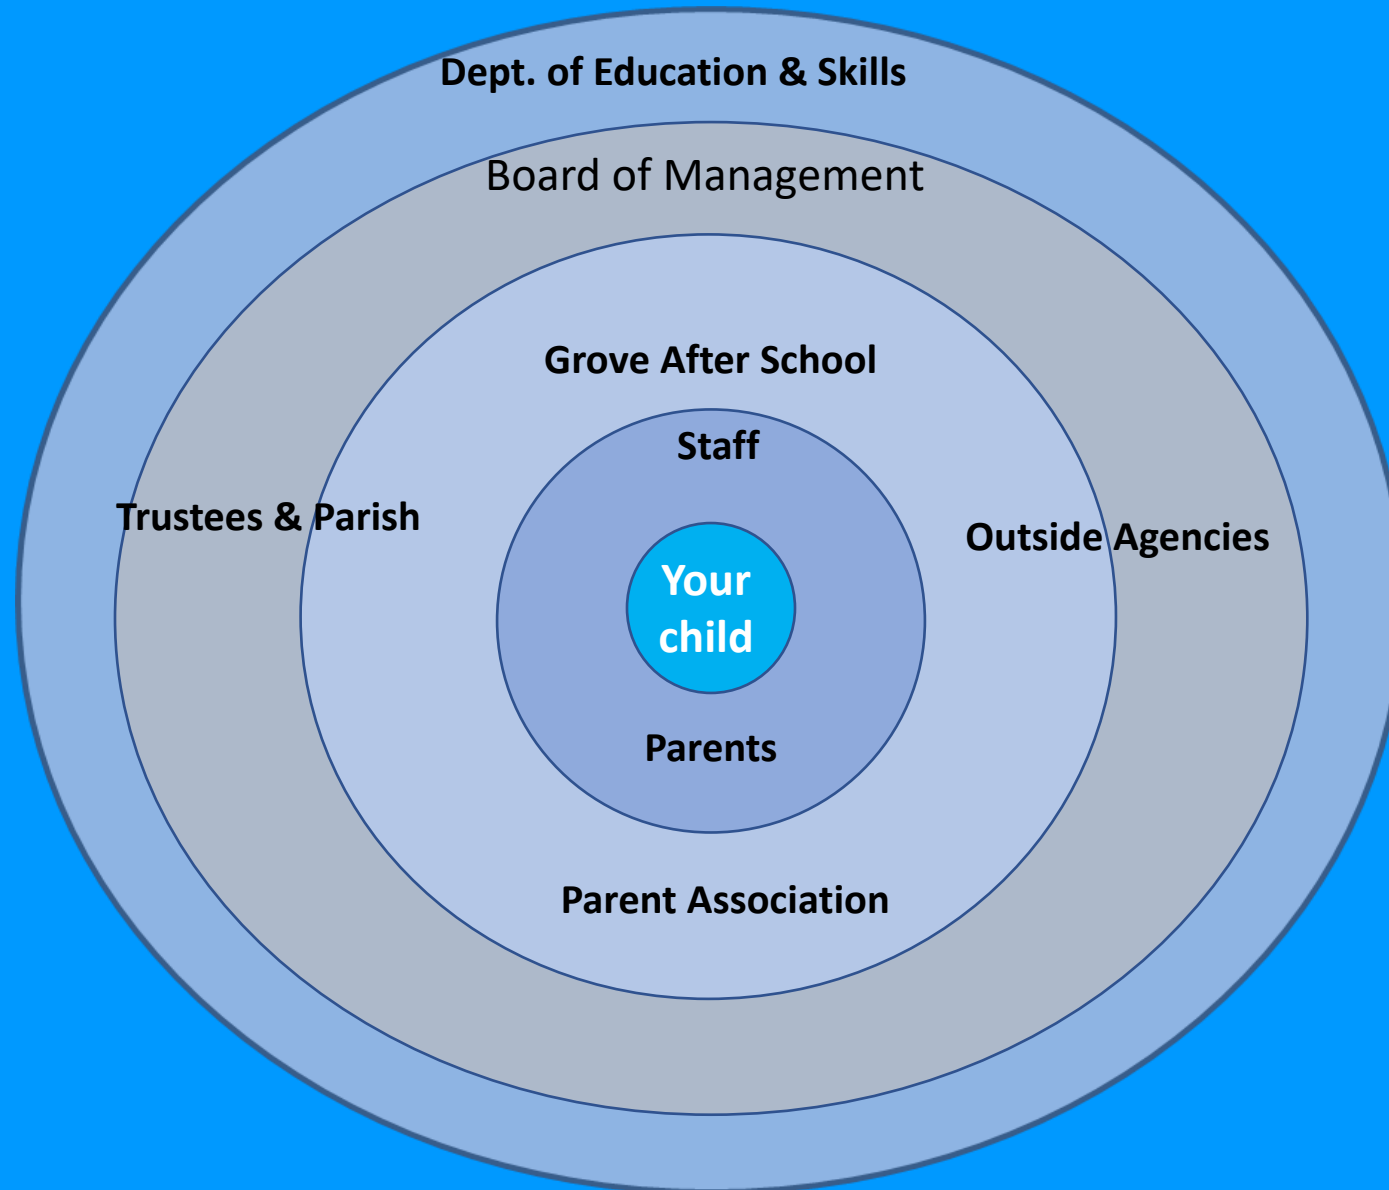 Dept. of Education & Skills
Board of Management
Grove After School
Staff
Trustees & Parish
Outside Agencies
Your
child
Parents
Parent Association